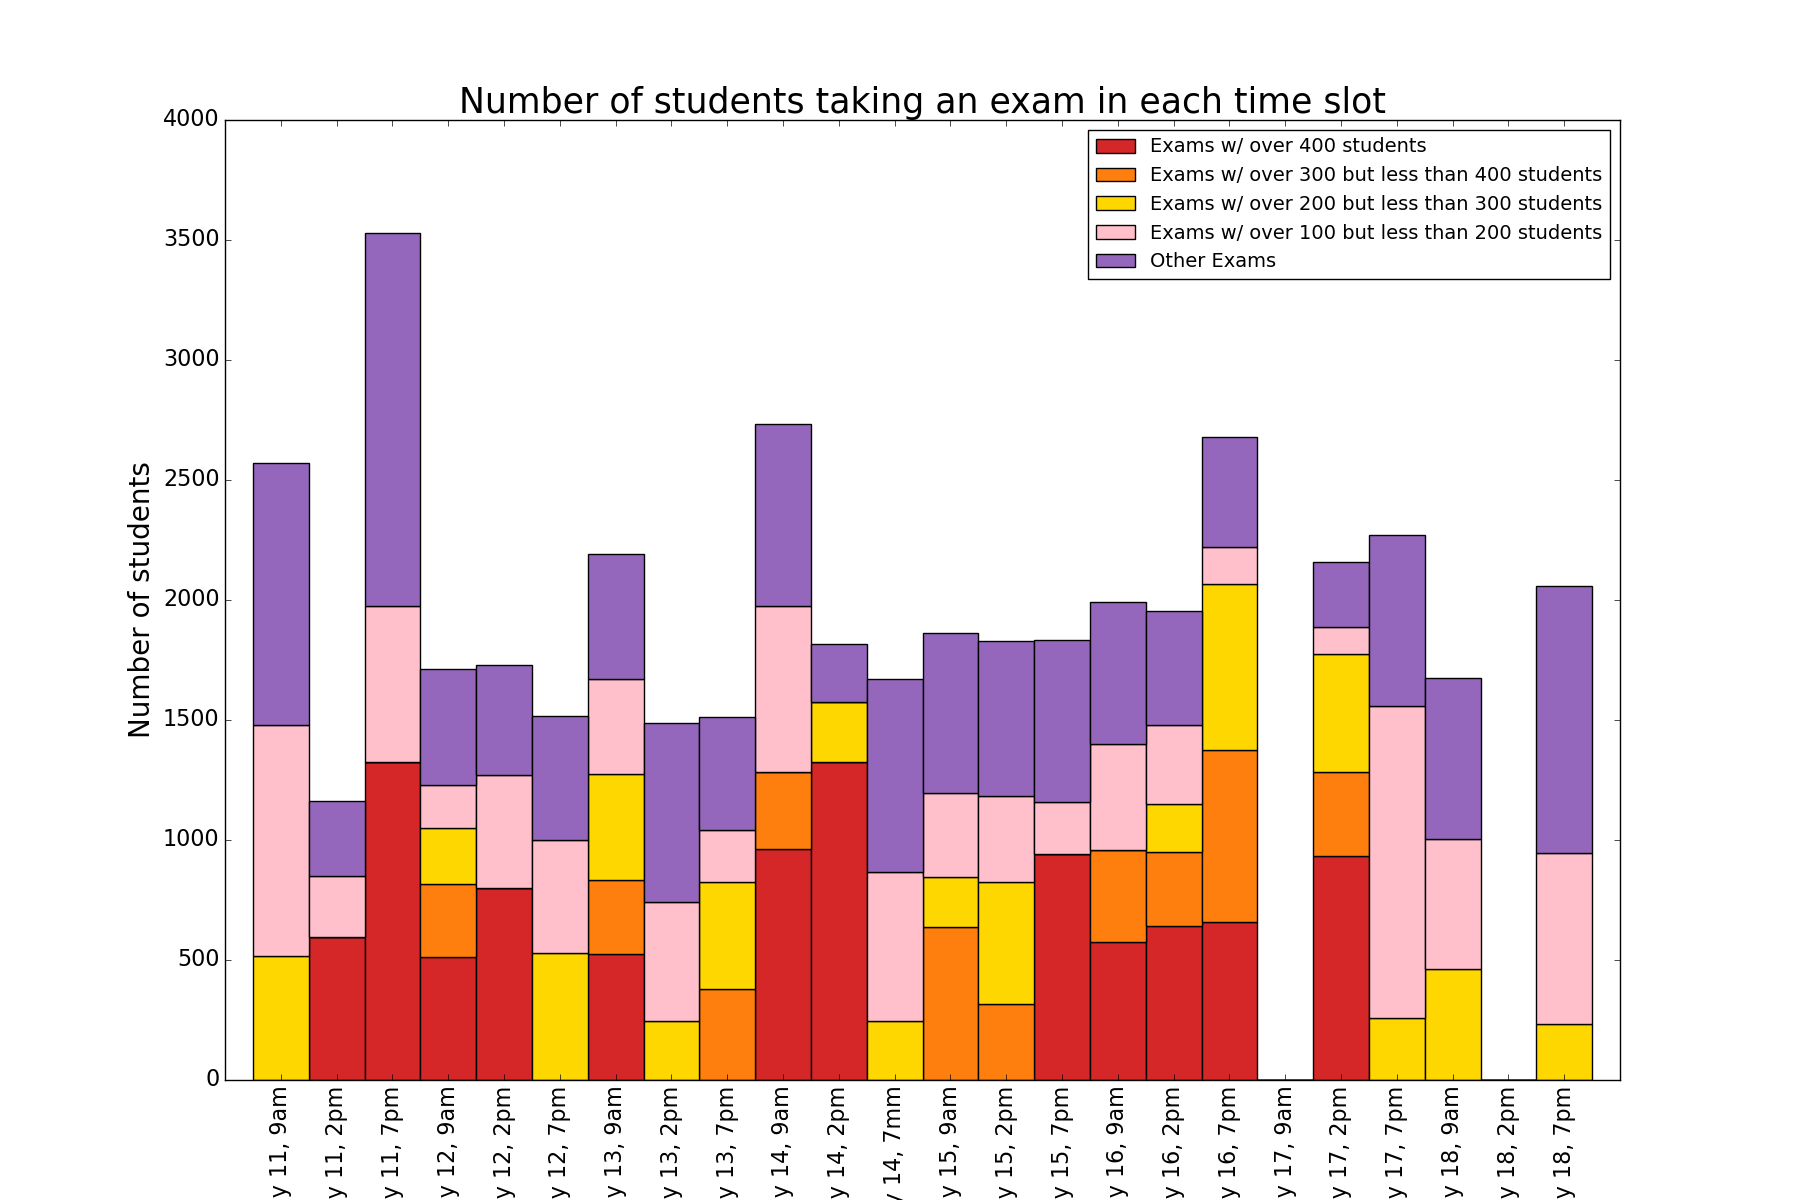 Number of students taking an exam in each time slot
Exams w/ over 400 students
Exams w/ over 300 but less than 400 students
Exams w/ over 200 but less than 300 students
Exams w/ over 100 but less than 200 students
Other Exams
Number of students
4000
3500
3000
2500
2000
1500
1000
500
0
y 11, 9am
y 11, 2pm
y 11, 7pm
y 12, 9am
y 12, 2pm
y 12, 7pm
y 13, 9am
y 13, 2pm
y 13, 7pm
y 14, 9am
y 14, 2pm
y 14, 7mm
y 15, 9am
y 15, 2pm
y 15, 7pm
y 16, 9am
y 16, 2pm
y 16, 7pm
y 17, 9am
y 17, 2pm
y 17, 7pm
y 18, 9am
y 18, 2pm
y 18, 7pm